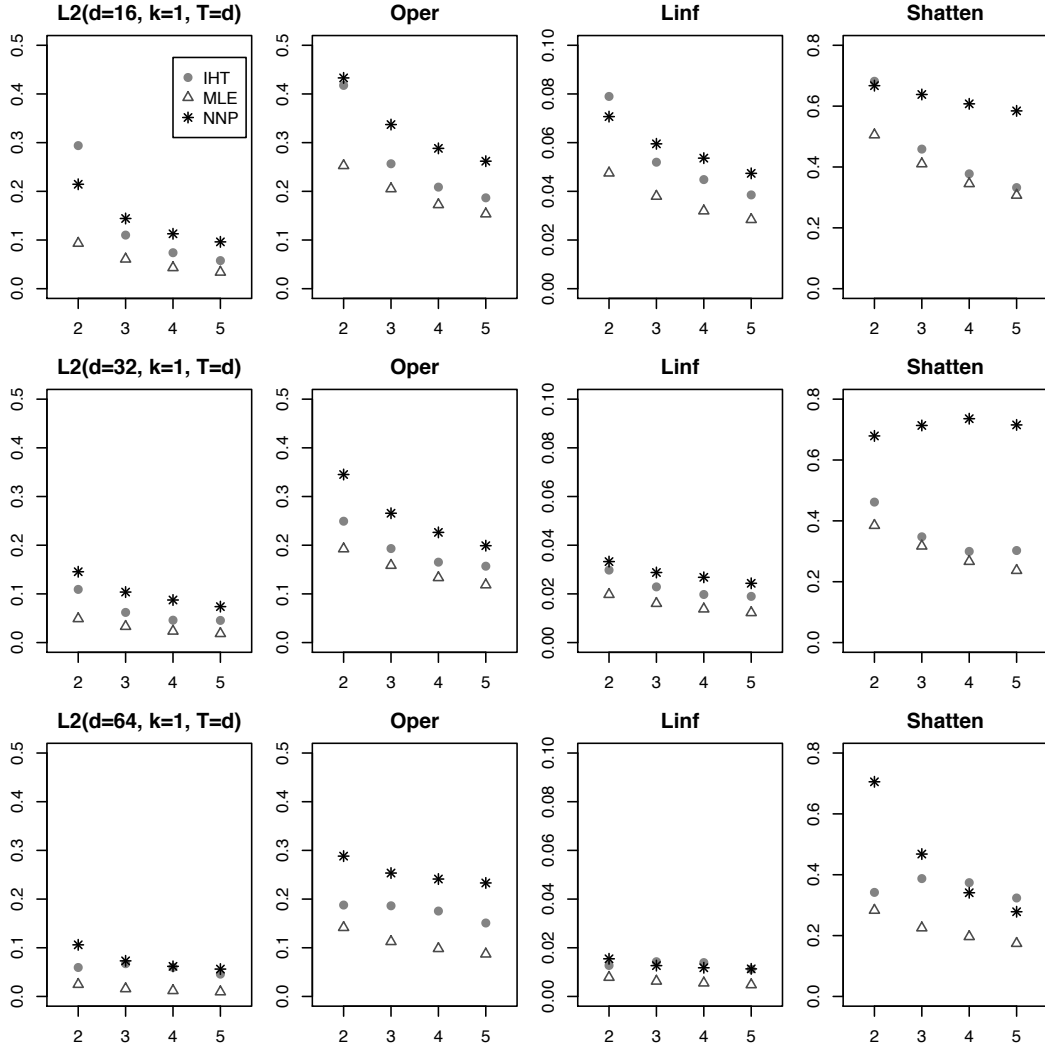 L2(d=16, k=1, T=d)
0.0 0.1 0.2 0.3 0.4 0.5
2 3 4 5
IHT
MLE
NNP
Oper
0.0 0.1 0.2 0.3 0.4 0.5
2 3 4 5
Linf
0.00 0.02 0.04 0.06 0.08 0.10
2 3 4 5
Shatten
0.0 0.2 0.4 0.6 0.8
2 3 4 5
L2(d=32, k=1, T=d)
0.0 0.1 0.2 0.3 0.4 0.5
2 3 4 5
Oper
0.0 0.1 0.2 0.3 0.4 0.5
2 3 4 5
Linf
0.00 0.02 0.04 0.06 0.08 0.10
2 3 4 5
Shatten
0.0 0.2 0.4 0.6 0.8
2 3 4 5
L2(d=64, k=1, T=d)
0.0 0.1 0.2 0.3 0.4 0.5
2 3 4 5
Oper
0.0 0.1 0.2 0.3 0.4 0.5
2 3 4 5
Linf
0.00 0.02 0.04 0.06 0.08 0.10
2 3 4 5
Shatten
0.0 0.2 0.4 0.6 0.8
2 3 4 5